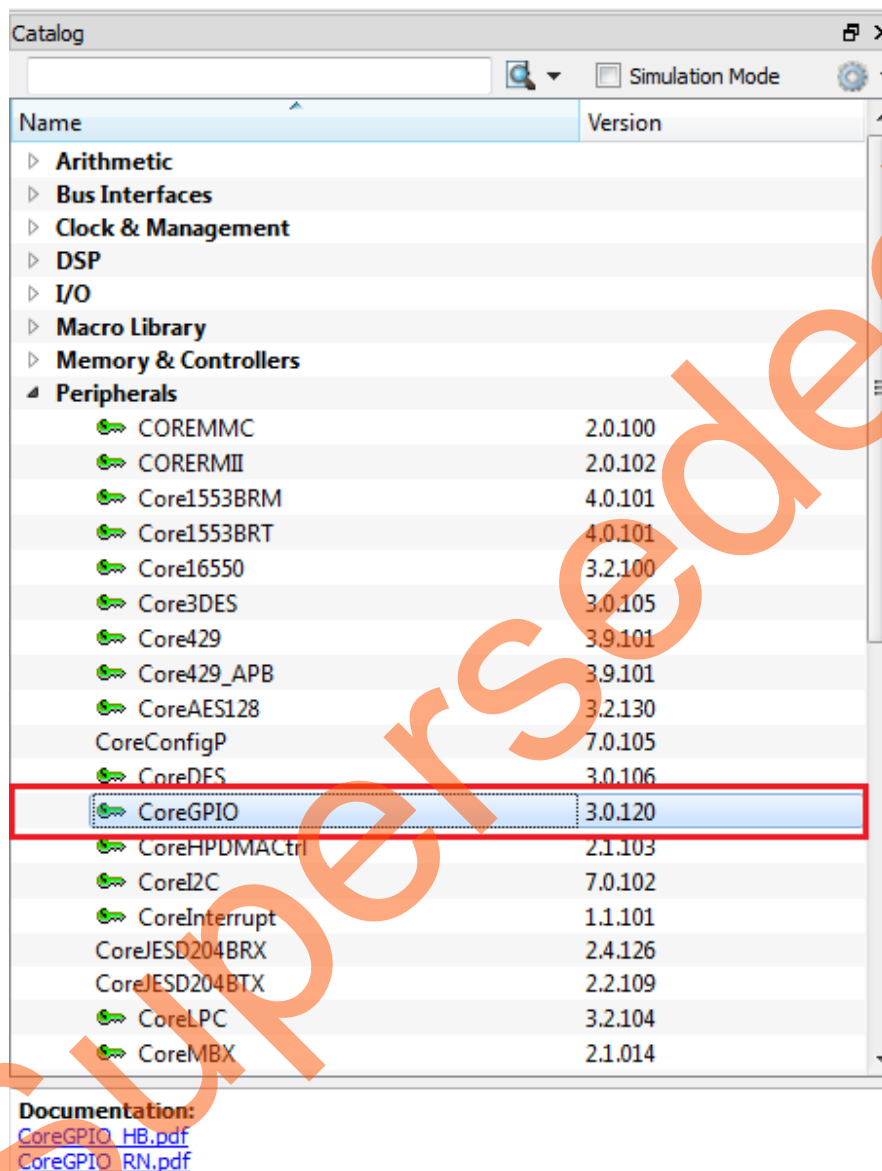 Catalog
Simulation Mode
Name Version
Arithmetic
Bus Interfaces
Clock & Management
DSP
I/O
Macro Library
Memory & Controllers
Peripherals
COREMMC 2.0.100
CORERMII 2.0.102
Core1553BRM 4.0.101
Core1553BRT 4.0.101
Core16550 3.2.100
Core3DES 3.0.105
Core429 3.9.101
Core429_APB 3.9.101
CoreAES128 3.2.130
CoreConfigP 7.0.105
CoreDES 3.0.106
CoreGPIO 3.0.120
CoreHPDMACtrl 2.1.103
CoreI2C 7.0.102
CoreInterrupt 1.1.101
CoreJESD204BRX 2.4.126
CoreJESD204BTX 2.2.109
CoreLPC 3.2.104
CoreMBX 2.1.014
Documentation:
CoreGPIO_HB.pdf
CoreGPIO_RN.pdf
Supersede